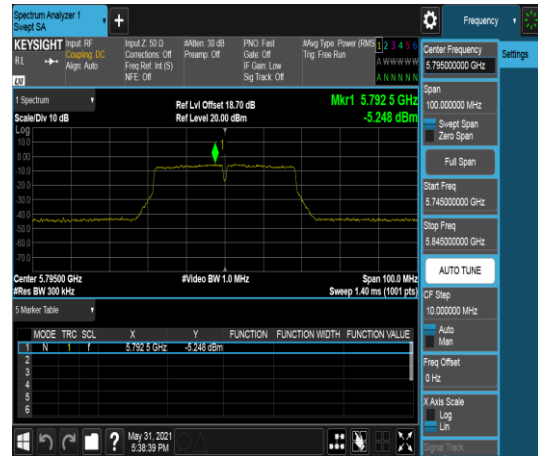 Spectrum Analyzer 1
Swept SA
+
Frequency
KEYSIGHT
RL
LXI
Input: RF
Coupling: DC
Align: Auto
Input Z: 50 Ω
Corrections: Off
Freq Ref: Int (S)
NFE: Off
#Atten: 30 dB
Preamp: Off
PNO: Fast
Gate: Off
IF Gain: Low
Sig Track: Off
#Avg Type: Power (RMS
Trig: Free Run
1 2 3 4 5 6
A W W W W W
A N N N N N
1 Spectrum
Scale/Div 10 dB
Ref Lvl Offset 18.70 dB
Ref Level 20.00 dBm
Mkr1 5.792 5 GHz
-5.248 dBm
Log
10.0
0.00
-10.0
-20.0
-30.0
-40.0
-50.0
-60.0
-70.0
1
Center 5.79500 GHz
#Res BW 300 kHz
#Video BW 1.0 MHz
Span 100.0 MHz
Sweep 1.40 ms (1001 pts)
5 Marker Table
MODE TRC SCL X Y FUNCTION FUNCTION WIDTH FUNCTION VALUE
1 N 1 f 5.792 5 GHz -5.248 dBm
2
3
4
5
6
May 31, 2021
5:38:39 PM
Center Frequency
5.795000000 GHz
Settings
Span
100.000000 MHz
Swept Span
Zero Span
Full Span
Start Freq
5.745000000 GHz
Stop Freq
5.845000000 GHz
AUTO TUNE
CF Step
10.000000 MHz
Auto
Man
Freq Offset
0 Hz
X Axis Scale
Log
Lin
Signal Track